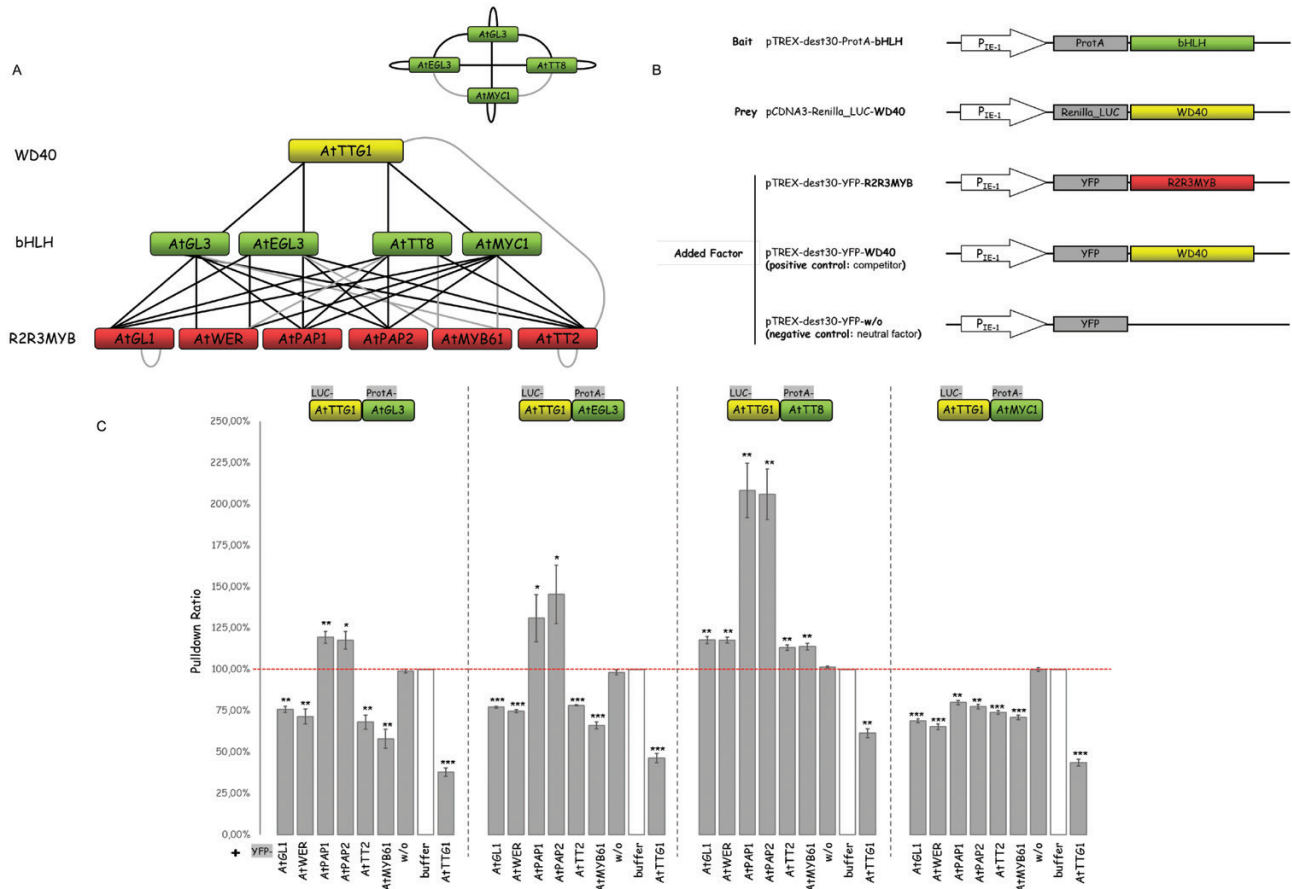 A
AtGL3
AtEGL3 AtTT8
AtMYC1
WD40
AtTTG1
bHLH
AtGL3 AtEGL3 AtTT8 AtMYC1
R2R3MYB
AtGL1 AtWER AtPAP1 AtPAP2 AtMYB61 AtTT2
B
Bait pTREX-dest30-ProtA-bHLH PIE-1 ProtA bHLH
Prey pCDNA3-Renilla_LUC-WD40 PIE-1 Renilla_LUC WD40
pTREX-dest30-YFP-R2R3MYB PIE-1 YFP R2R3MYB
Added Factor
pTREX-dest30-YFP-WD40 PIE-1 YFP WD40
(positive control: competitor)
pTREX-dest30-YFP-w/o PIE-1 YFP
(negative control: neutral factor)
C
LUC- ProtA-
AtTTG1 AtGL3
LUC- ProtA-
AtTTG1 AtEGL3
LUC- ProtA-
AtTTG1 AtTT8
LUC- ProtA-
AtTTG1 AtMYC1
Pulldown Ratio
250,00%
225,00%
200,00%
175,00%
150,00%
125,00%
100,00%
75,00%
50,00%
25,00%
0,00%
** ** ** * ** ** ***
*** *** * * *** *** ***
** ** ** ** ** ** **
*** *** ** ** *** *** ***
+ YFP-
AtGL1 AtWER AtPAP1 AtPAP2 AtTT2 AtMYB61 w/o buffer AtTTG1
AtGL1 AtWER AtPAP1 AtPAP2 AtTT2 AtMYB61 w/o buffer AtTTG1
AtGL1 AtWER AtPAP1 AtPAP2 AtTT2 AtMYB61 w/o buffer AtTTG1
AtGL1 AtWER AtPAP1 AtPAP2 AtTT2 AtMYB61 w/o buffer AtTTG1